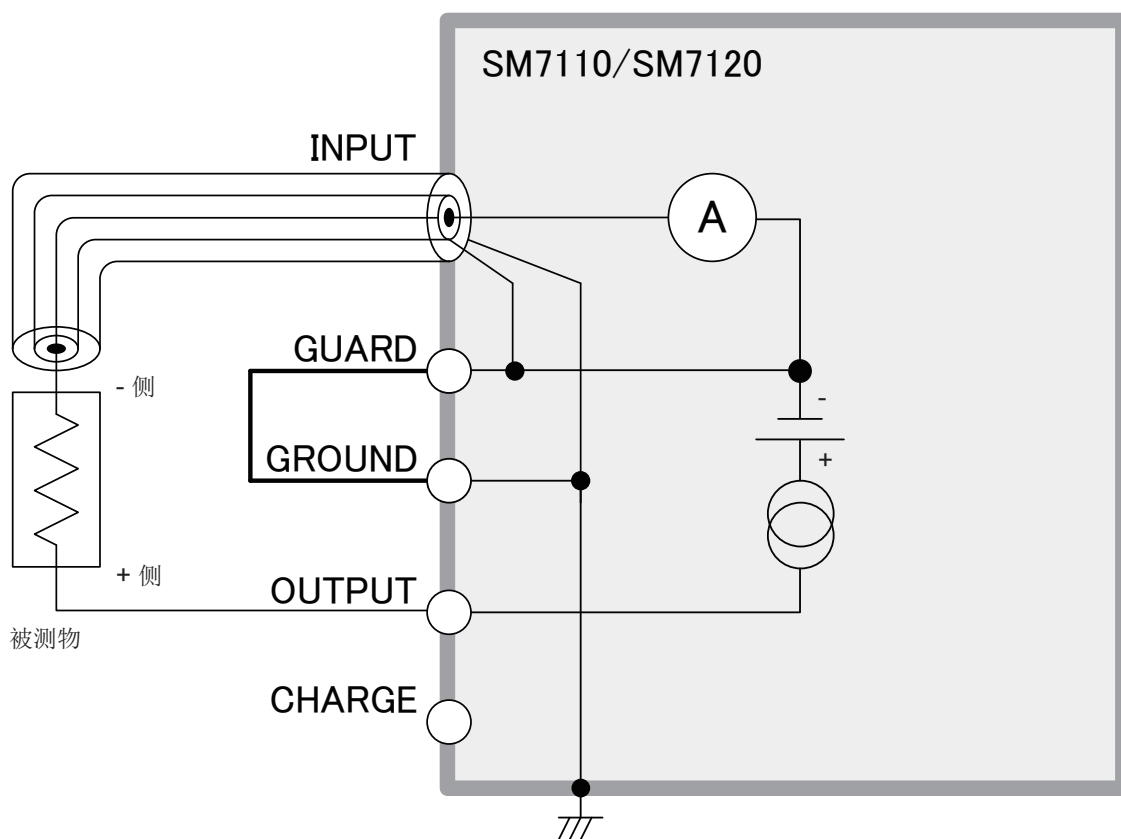 SM7110/SM7120
INPUT
A
GUARD
- 侧
-
GROUND
+
+ 侧
OUTPUT
被测物
CHARGE